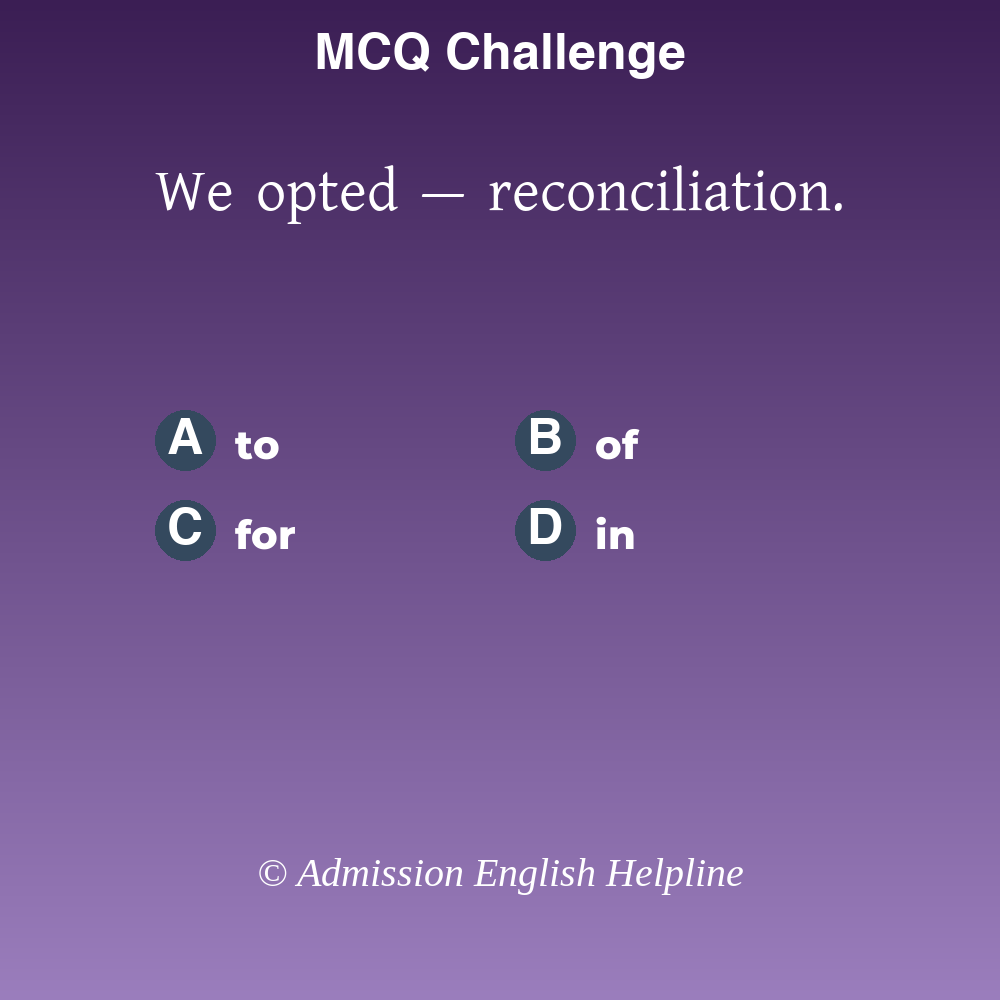 MCQ Challenge
We opted — reconciliation.
A to B of
C for D in
© Admission English Helpline